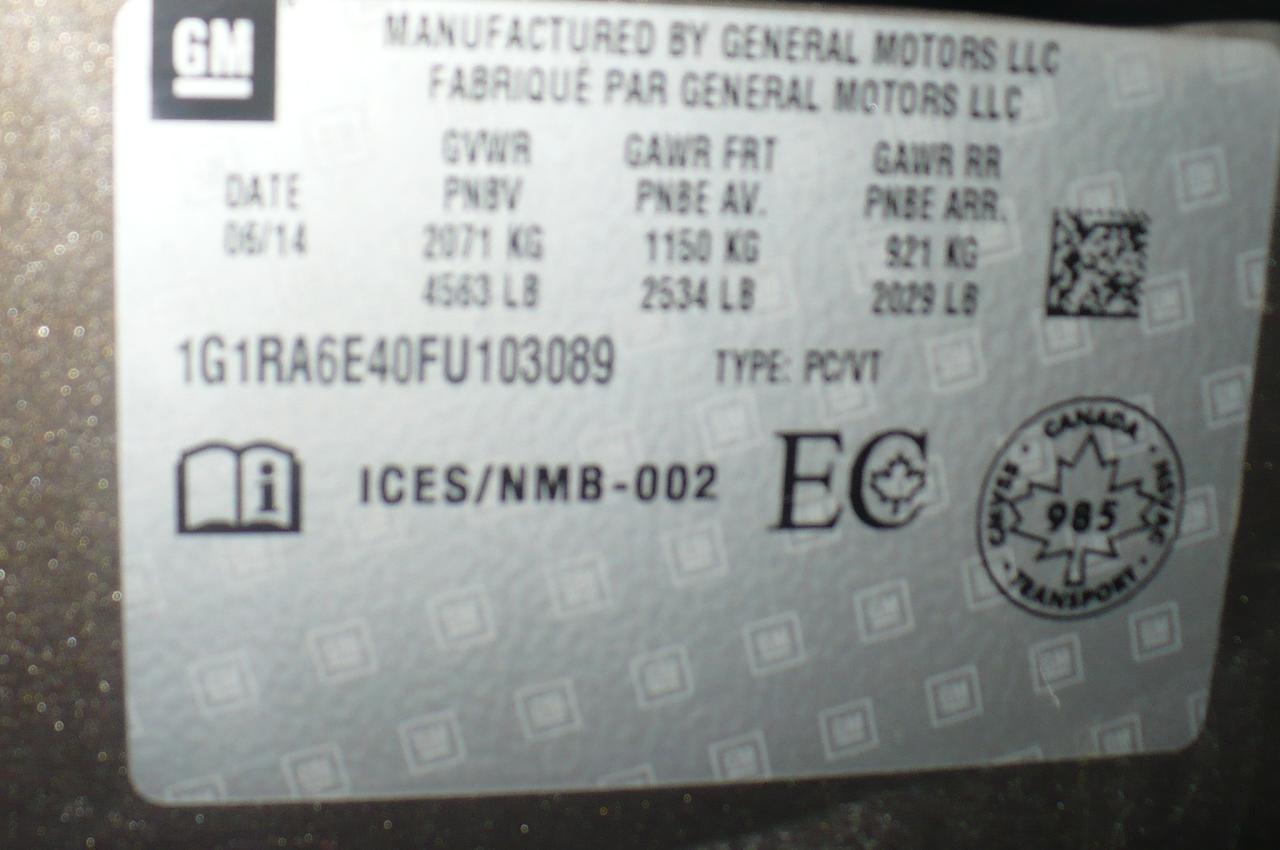 GM
MANUFACTURED BY GENERAL MOTORS LLC
FABRIQUÉ PAR GENERAL MOTORS LLC
GVWR GAWR FRT GAWR RR
DATE PNBV PNBE AV. PNBE ARR.
06/14 2071 KG 1150 KG 921 KG
4563 LB 2534 LB 2029 LB
1G1RA6E40FU103089 TYPE: PC/VT
i ICES/NMB-002 EC
CANADA
CMVSS 985 NSVAC
TRANSPORT